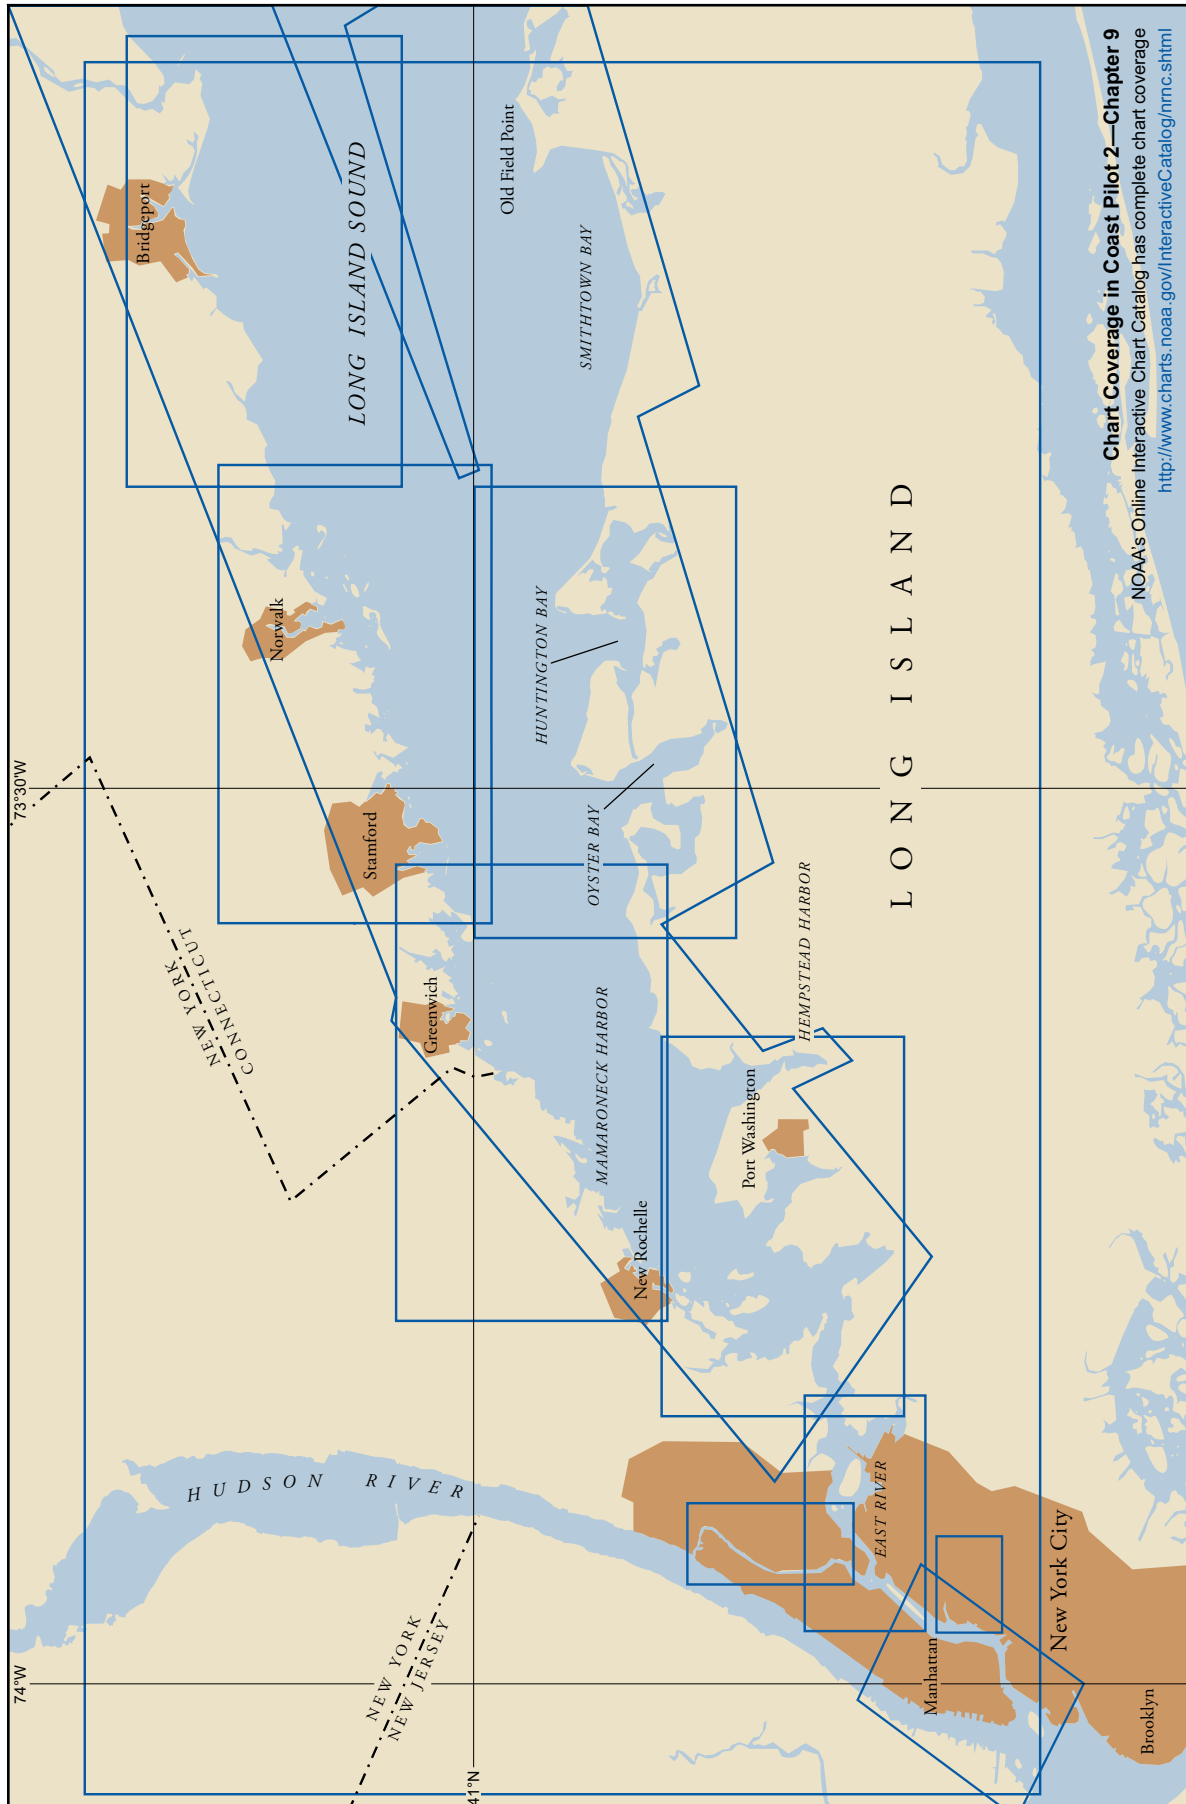 Chart Coverage in Coast Pilot 2—Chapter 9
NOAA's Online Interactive Chart Catalog has complete chart coverage
http://www.charts.noaa.gov/InteractiveCatalog/nrnc.shtml
74°W
73°30'W
41°N
HUDSON RIVER
NEW YORK
NEW JERSEY
NEW YORK
CONNECTICUT
Bridgeport
Norwalk
Stamford
Greenwich
New Rochelle
LONG ISLAND SOUND
Old Field Point
SMITHTOWN BAY
HUNTINGTON BAY
OYSTER BAY
MAMARONECK HARBOR
HEMPSTEAD HARBOR
Port Washington
LONG ISLAND
EAST RIVER
Manhattan
New York City
Brooklyn